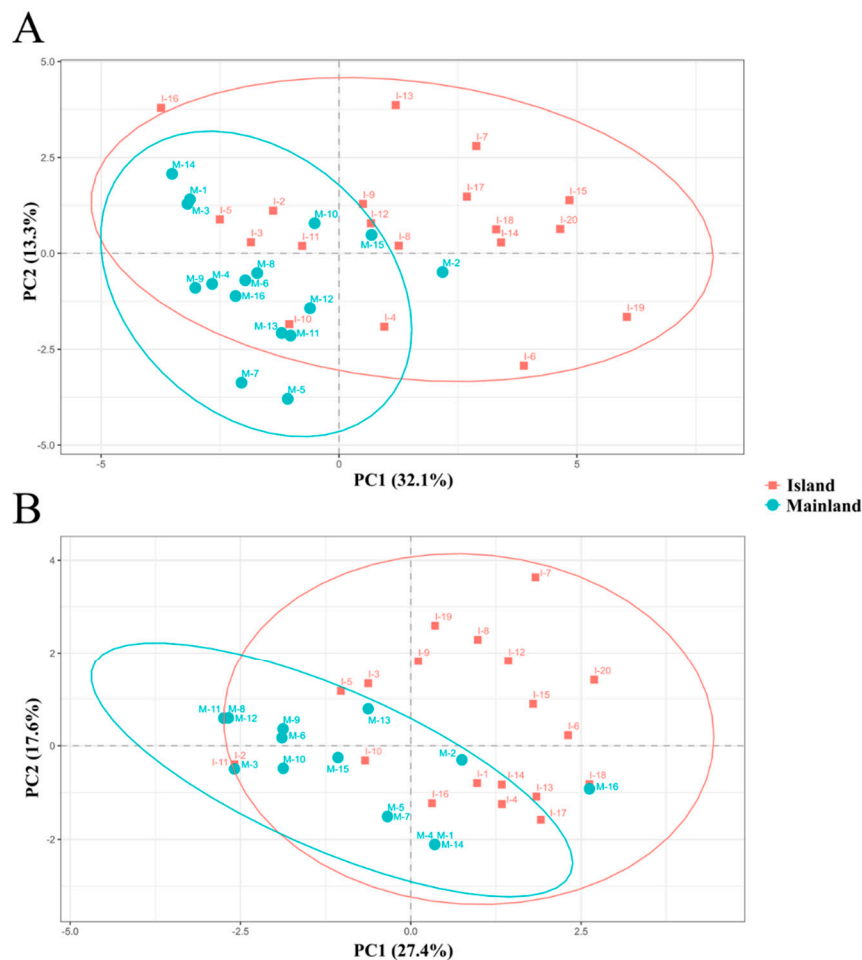 A
5.0
I-16
I-13
I-7
M-14
M-1
M-3
I-5
I-2
I-9
I-17
I-15
M-10
I-12
I-18
I-20
I-3
I-11
M-15
I-8
I-14
2.5
0.0
-2.5
-5.0
PC2 (13.3%)
M-8
M-2
M-9
M-4
M-6
M-16
M-12
M-13
I-10
M-11
I-4
I-19
I-6
M-7
M-5
-5
0
5
PC1 (32.1%)
Island
Mainland
B
4
I-7
I-19
I-8
2
I-9
I-12
I-5
I-3
I-20
I-15
M-11
M-8
M-12
M-13
M-9
M-6
I-6
0
PC2 (17.6%)
I-11
I-2
M-3
M-10
M-15
I-10
M-2
I-1
I-14
I-18
M-16
I-16
I-4
I-13
I-17
M-5
M-7
-2
M-4
M-1
M-14
-5.0
-2.5
0.0
2.5
PC1 (27.4%)